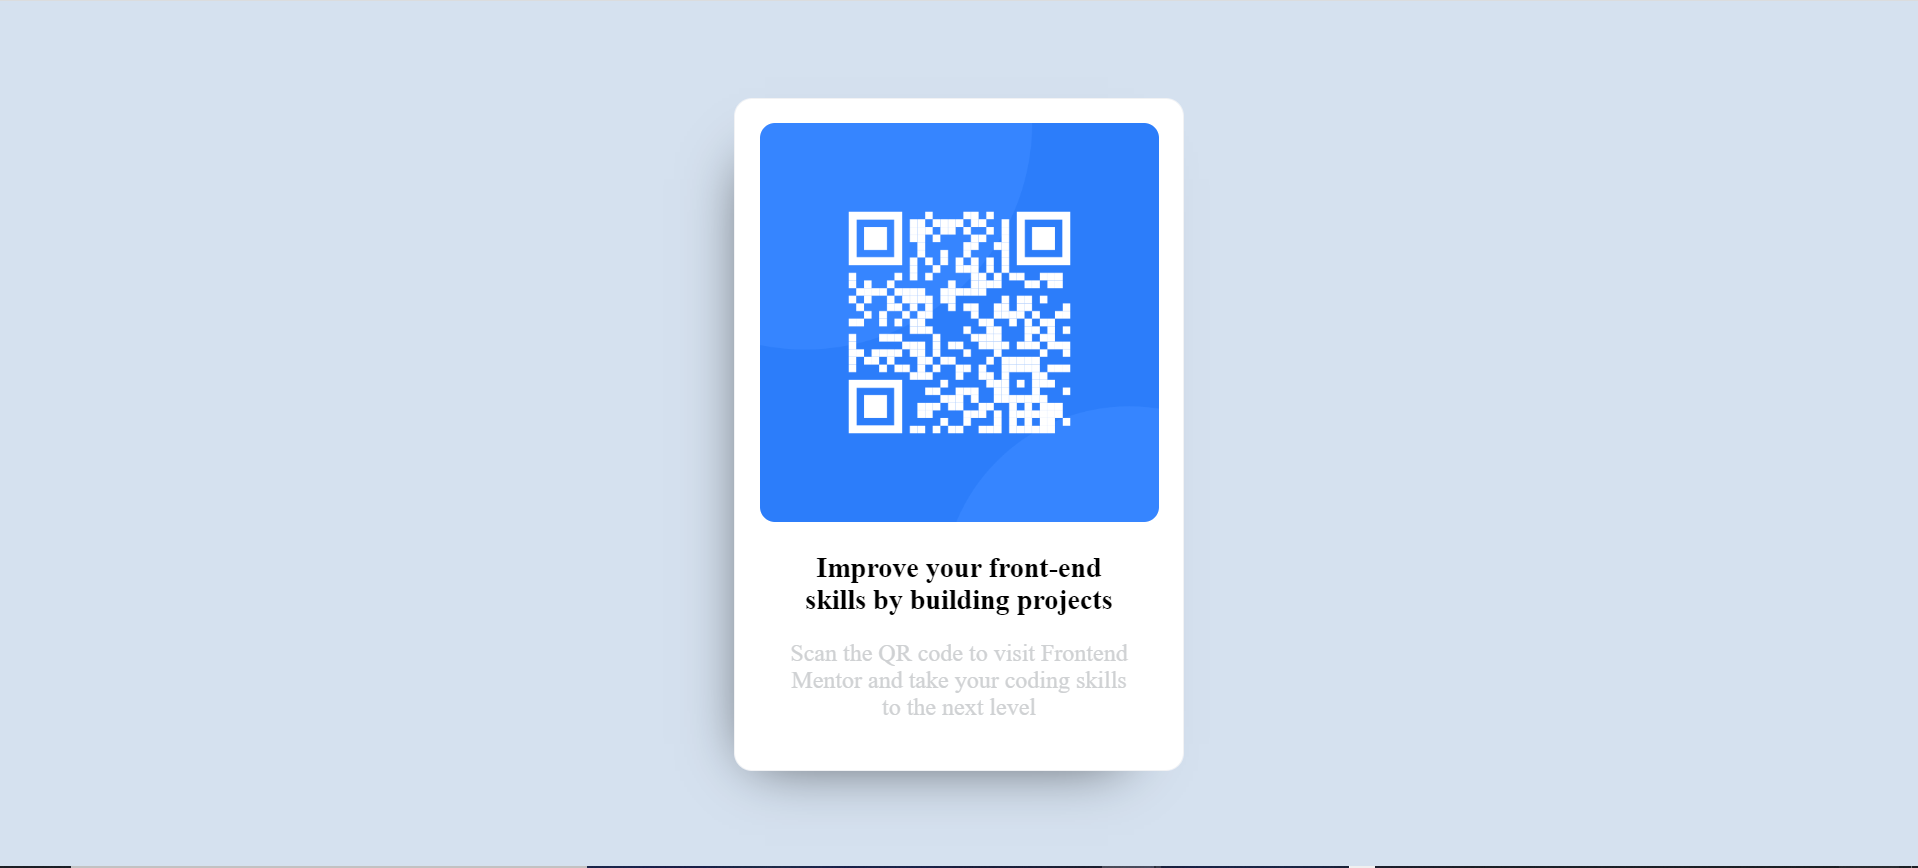 Improve your front-end
skills by building projects
Scan the QR code to visit Frontend
Mentor and take your coding skills
to the next level